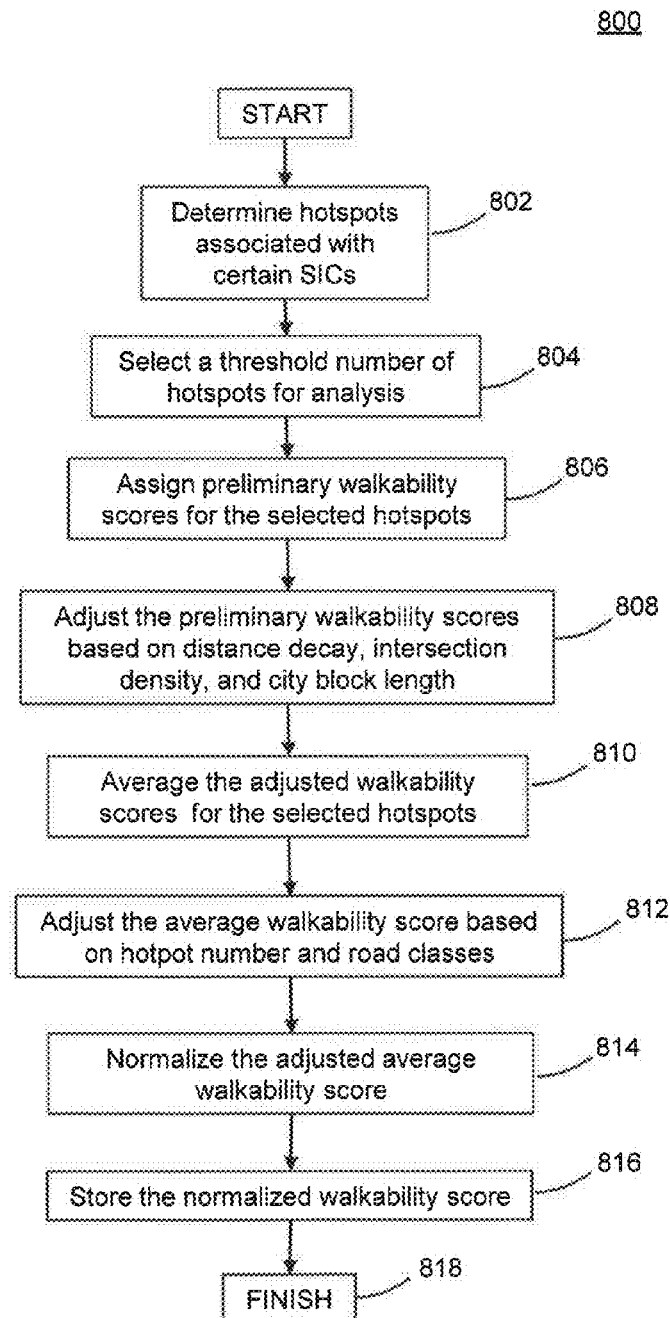 800
START
Determine hotspots
associated with
certain SICs
802
Select a threshold number of
hotspots for analysis
804
Assign preliminary walkability
scores for the selected hotspots
806
Adjust the preliminary walkability scores
based on distance decay, intersection
density, and city block length
808
Average the adjusted walkability
scores for the selected hotspots
810
Adjust the average walkability score based
on hotpot number and road classes
812
Normalize the adjusted average
walkability score
814
Store the normalized walkability score
816
FINISH
818